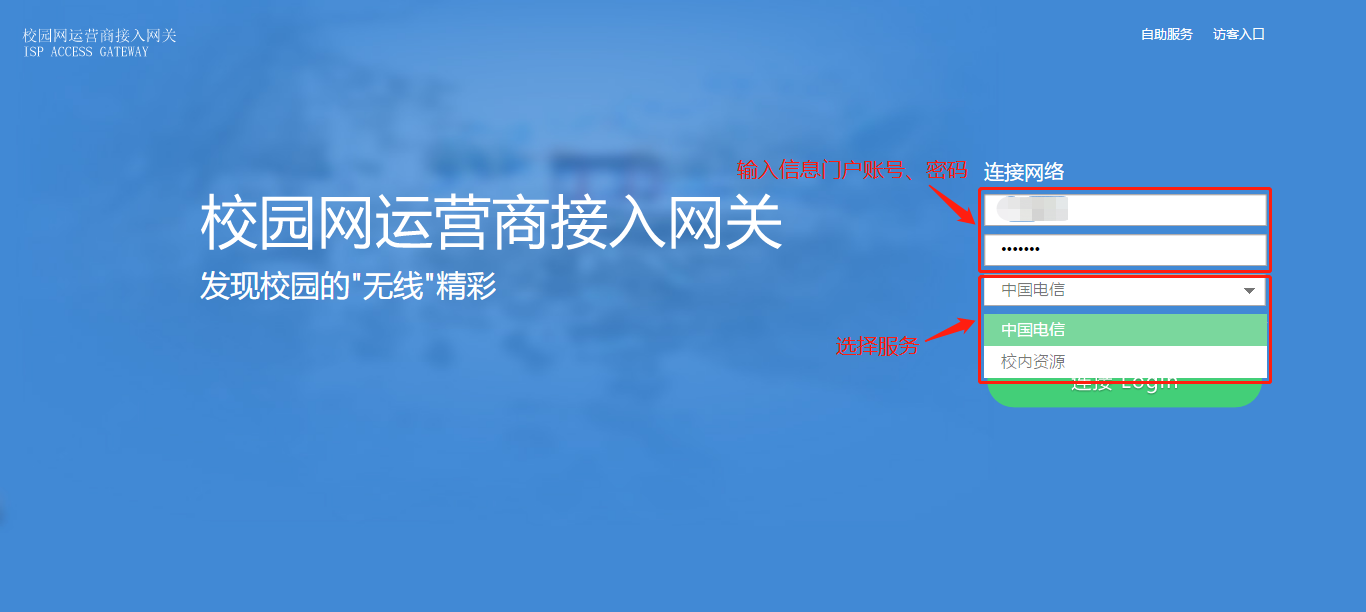 校园网运营商接入网关
ISP ACCESS GATEWAY
自助服务 访客入口
输入信息门户账号、密码
连接网络
校园网运营商接入网关
发现校园的"无线"精彩
•••••••
中国电信
中国电信
选择服务
校内资源
连接 Login